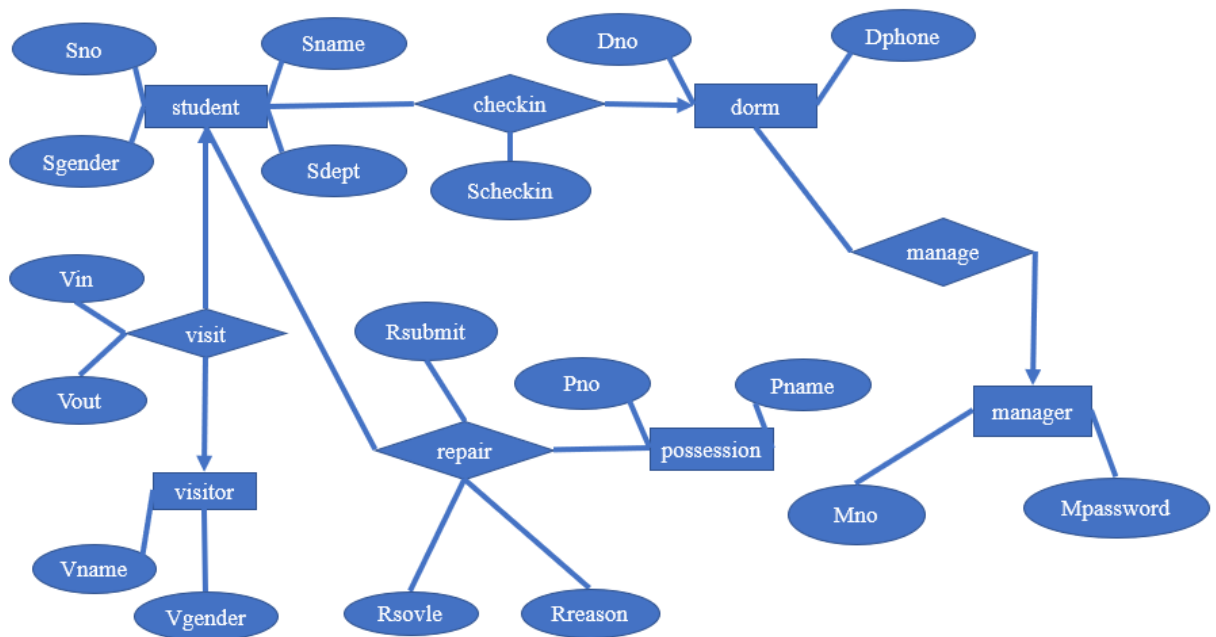 Sno
Sname
Dno
Dphone
student
checkin
dorm
Sgender
Sdept
Scheckin
manage
Vin
visit
Rsubmit
Vout
Pno
Pname
manager
repair
possession
visitor
Mno
Mpassword
Vname
Vgender
Rsovle
Rreason